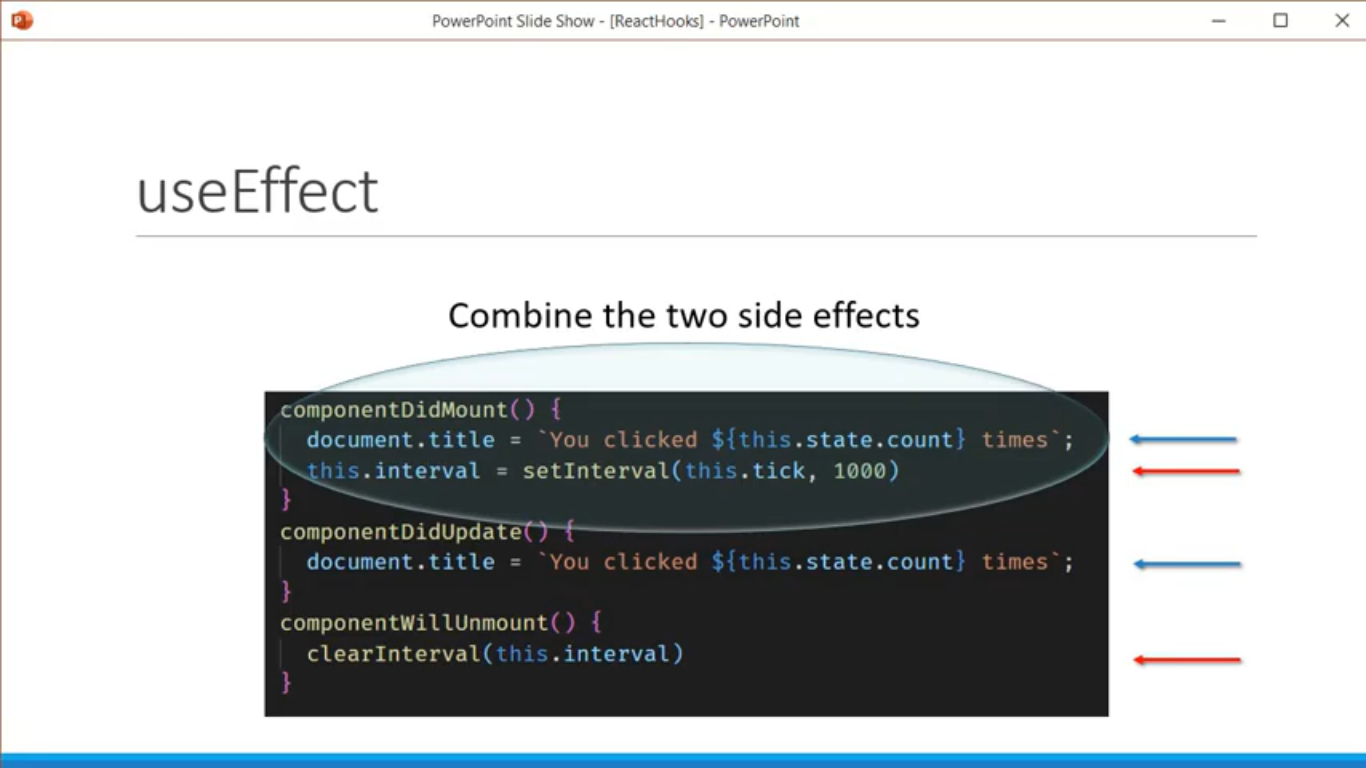 PowerPoint Slide Show - [ReactHooks] - PowerPoint
useEffect
Combine the two side effects
componentDidMount() {
document.title = `You clicked ${this.state.count} times`;
this.interval = setInterval(this.tick, 1000)
}
componentDidUpdate() {
document.title = `You clicked ${this.state.count} times`;
}
componentWillUnmount() {
clearInterval(this.interval)
}